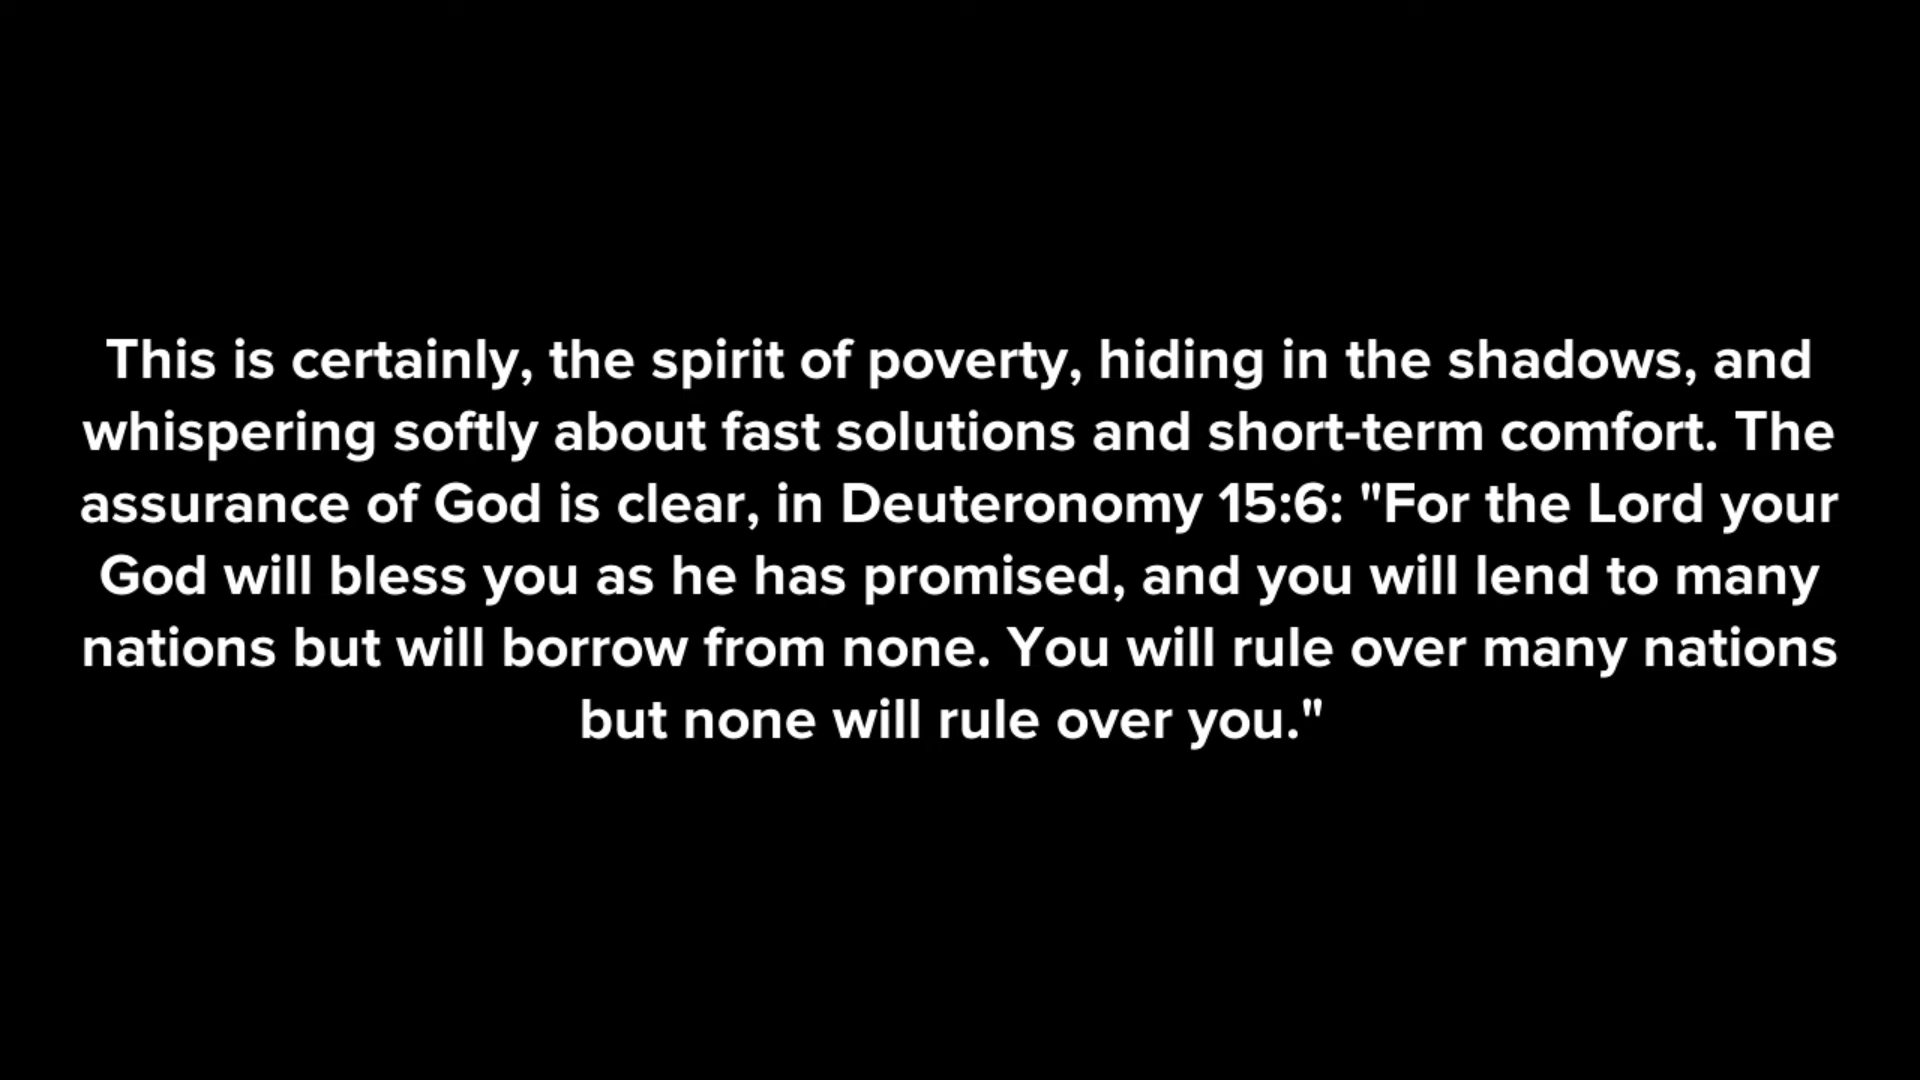 This is certainly, the spirit of poverty, hiding in the shadows, and
whispering softly about fast solutions and short-term comfort. The
assurance of God is clear, in Deuteronomy 15:6: "For the Lord your
God will bless you as he has promised, and you will lend to many
nations but will borrow from none. You will rule over many nations
but none will rule over you."